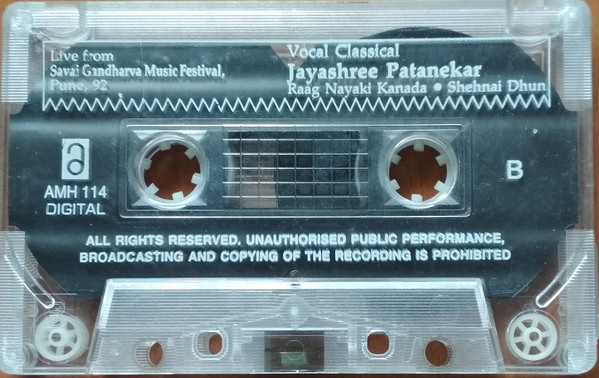 Live from
Savai Gandharva Music Festival,
Pune, 92
Vocal Classical
Jayashree Patanekar
Raag Nayaki Kanada • Shehnai Dhun
AMH 114
DIGITAL
B
ALL RIGHTS RESERVED. UNAUTHORISED PUBLIC PERFORMANCE,
BROADCASTING AND COPYING OF THE RECORDING IS PROHIBITED